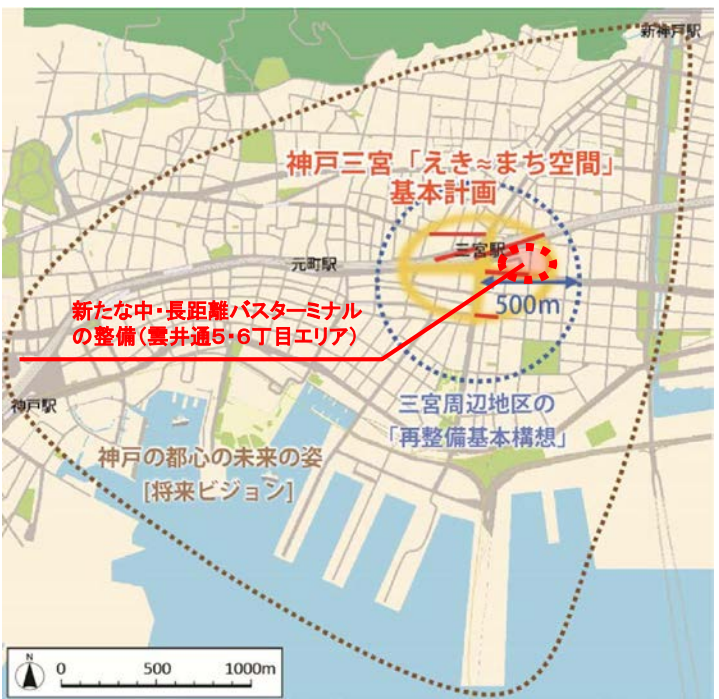 新神戸駅
神戸三宮「えき≈まち空間」
基本計画
三宮駅
元町駅
500m
新たな中・長距離バスターミナル
の整備(雲井通5・6丁目エリア)
神戸駅
三宮周辺地区の
「再整備基本構想」
神戸の都心の未来の姿
[将来ビジョン]
N
0 500 1000m